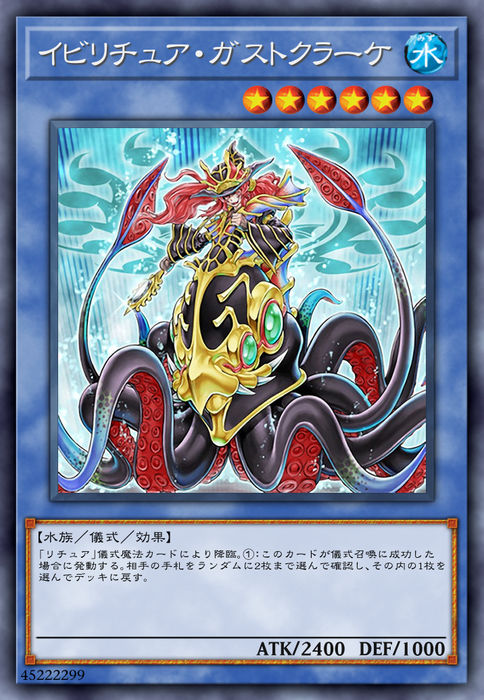 イビリチュア・ガストクラーケ
みず
水
【水族／儀式／効果】
「リチュア」儀式魔法カードにより降臨。①：このカードが儀式召喚に成功した
場合に発動する。相手の手札をランダムに2枚まで選んで確認し、その内の1枚を
選んでデッキに戻す。
ATK/2400 DEF/1000
45222299